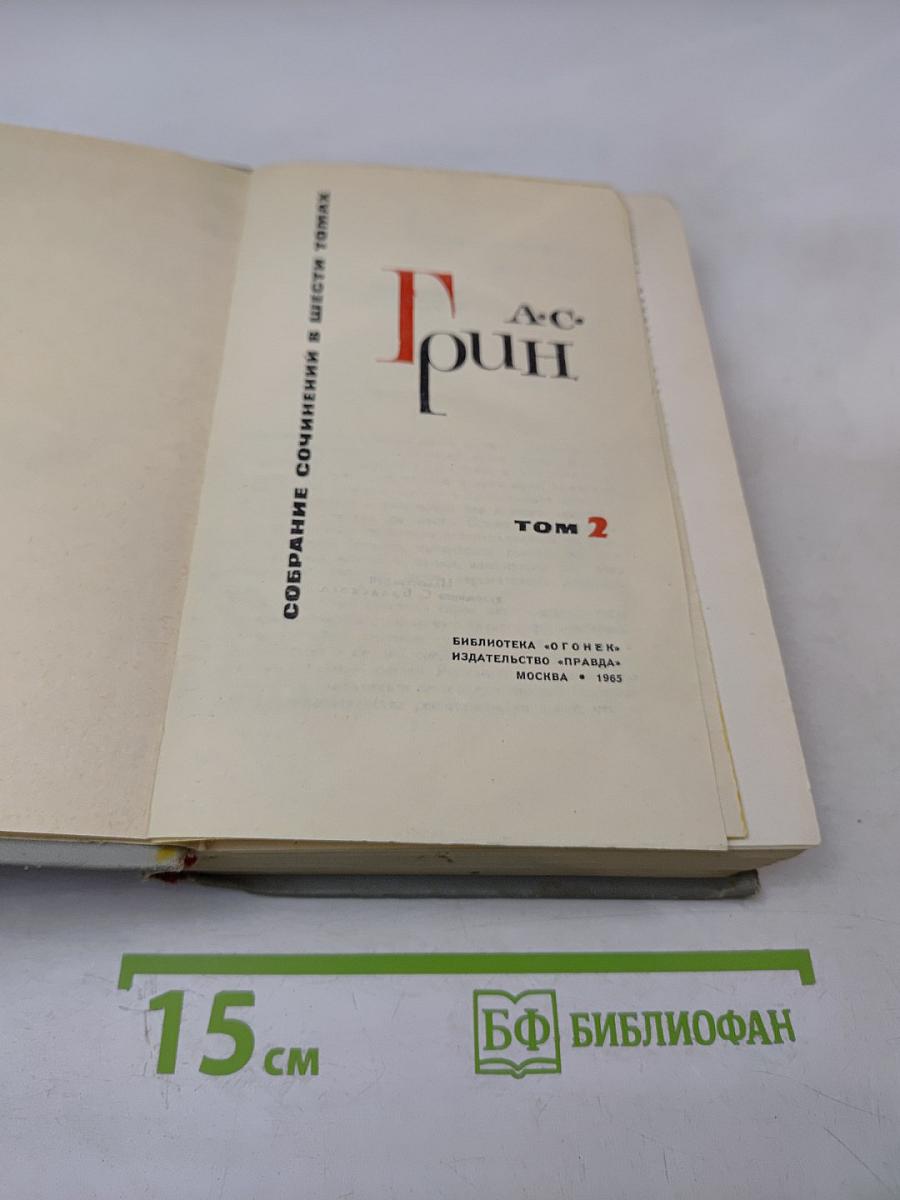 СОБРАНИЕ СОЧИНЕНИЙ В ШЕСТИ ТОМАХ
А·С·
Грин
ТОМ 2
БИБЛИОТЕКА «ОГОНЕК»
ИЗДАТЕЛЬСТВО «ПРАВДА»
МОСКВА • 1965
15 см
БФ БИБЛИОФАН